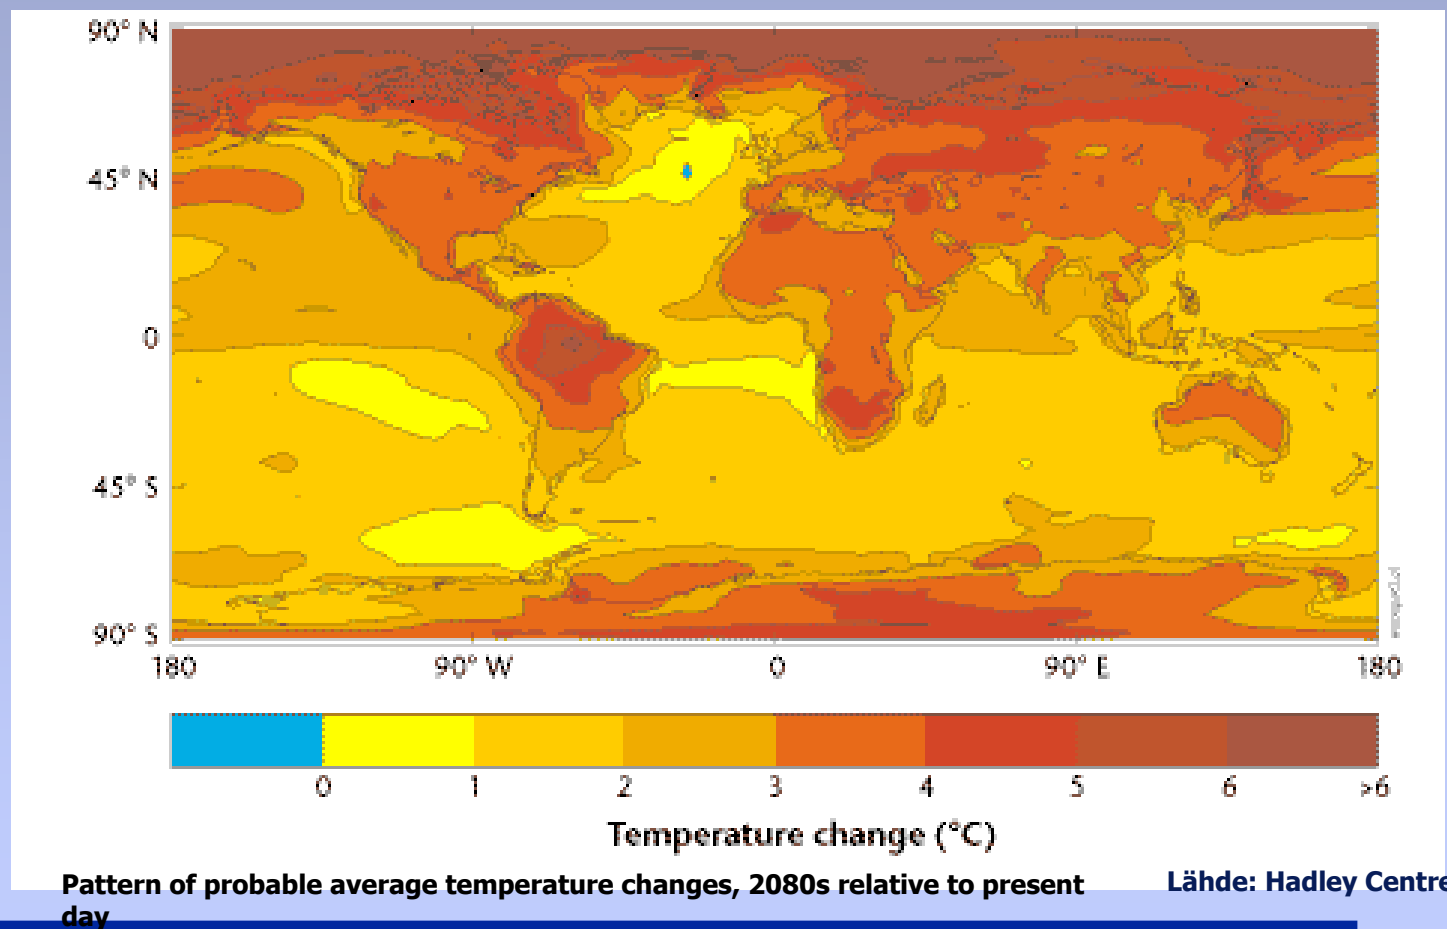 90° N
45° N
0
45° S
90° S
180 90° W 0 90° E 180
0 1 2 3 4 5 6 >6
Temperature change (°C)
Pattern of probable average temperature changes, 2080s relative to present
day
Lähde: Hadley Centre